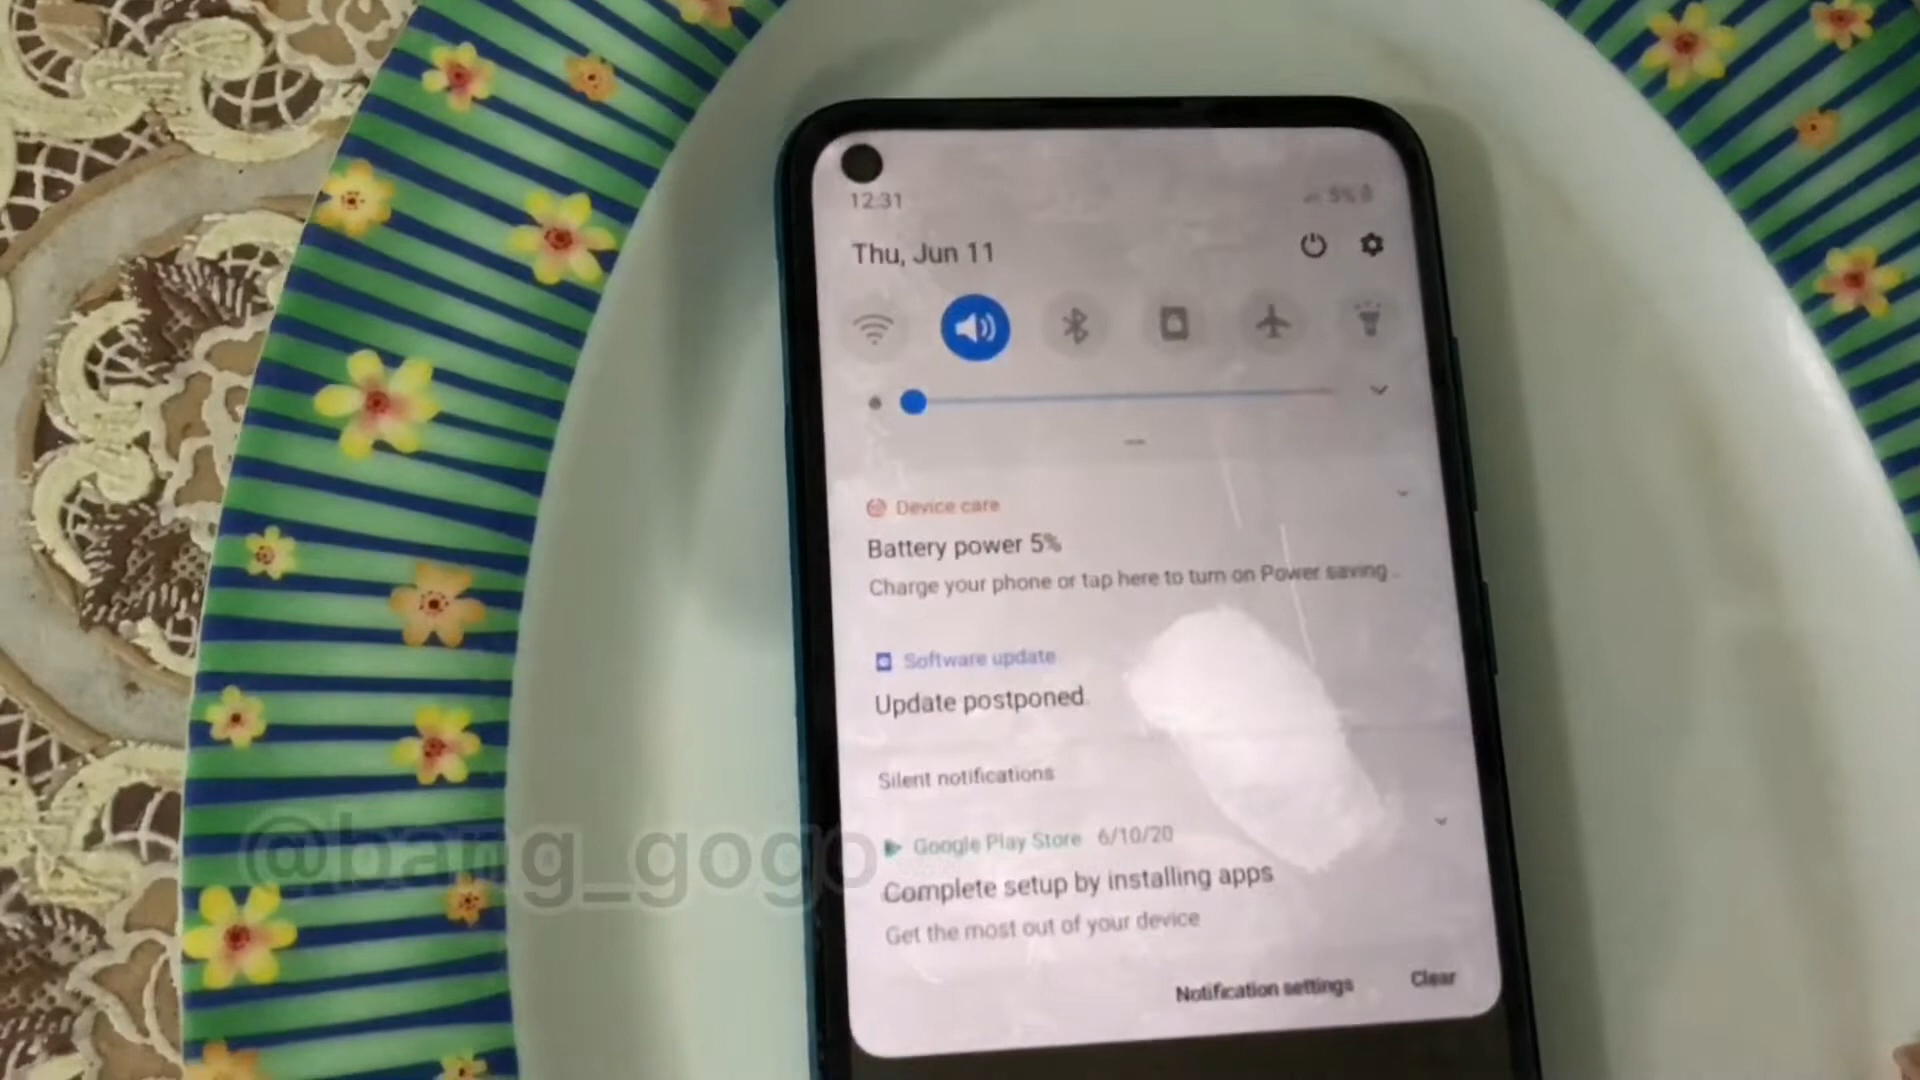 12:31
5%
Thu, Jun 11
Device care
Battery power 5%
Charge your phone or tap here to turn on Power saving..
Software update
Update postponed
Silent notifications
Google Play Store 6/10/20
Complete setup by installing apps
Get the most out of your device
Notification settings Clear
@bang_gogo